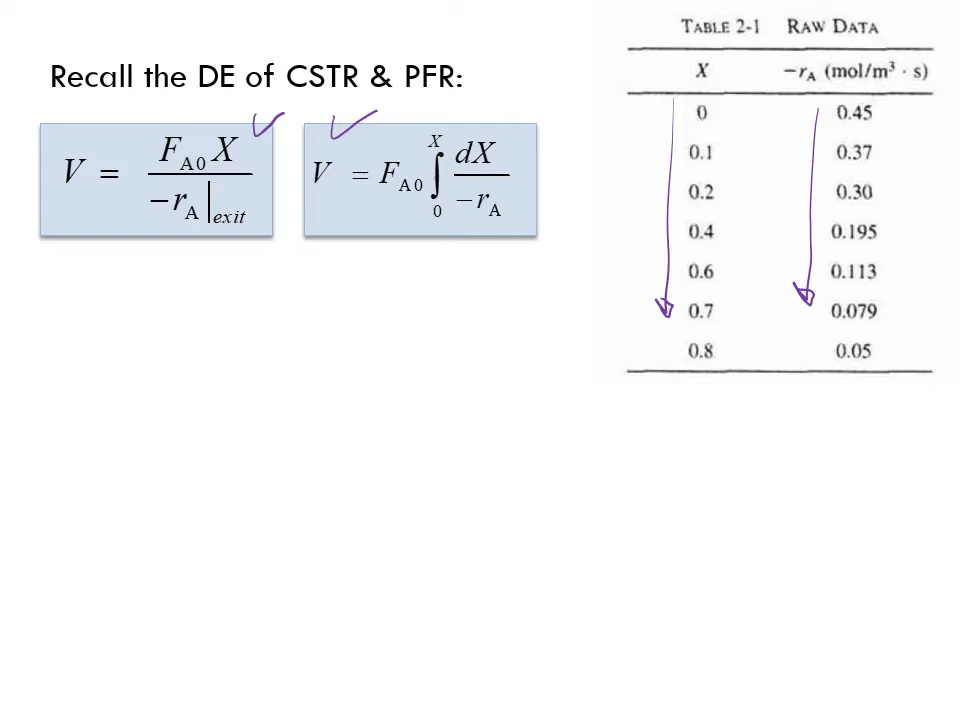 Recall the DE of CSTR & PFR:
V = F_A0 X / −r_A |exit
V = F_A0 ∫_0^X dX / −r_A
TABLE 2-1 RAW DATA
X −r_A (mol/m³ · s)
0 0.45
0.1 0.37
0.2 0.30
0.4 0.195
0.6 0.113
0.7 0.079
0.8 0.05